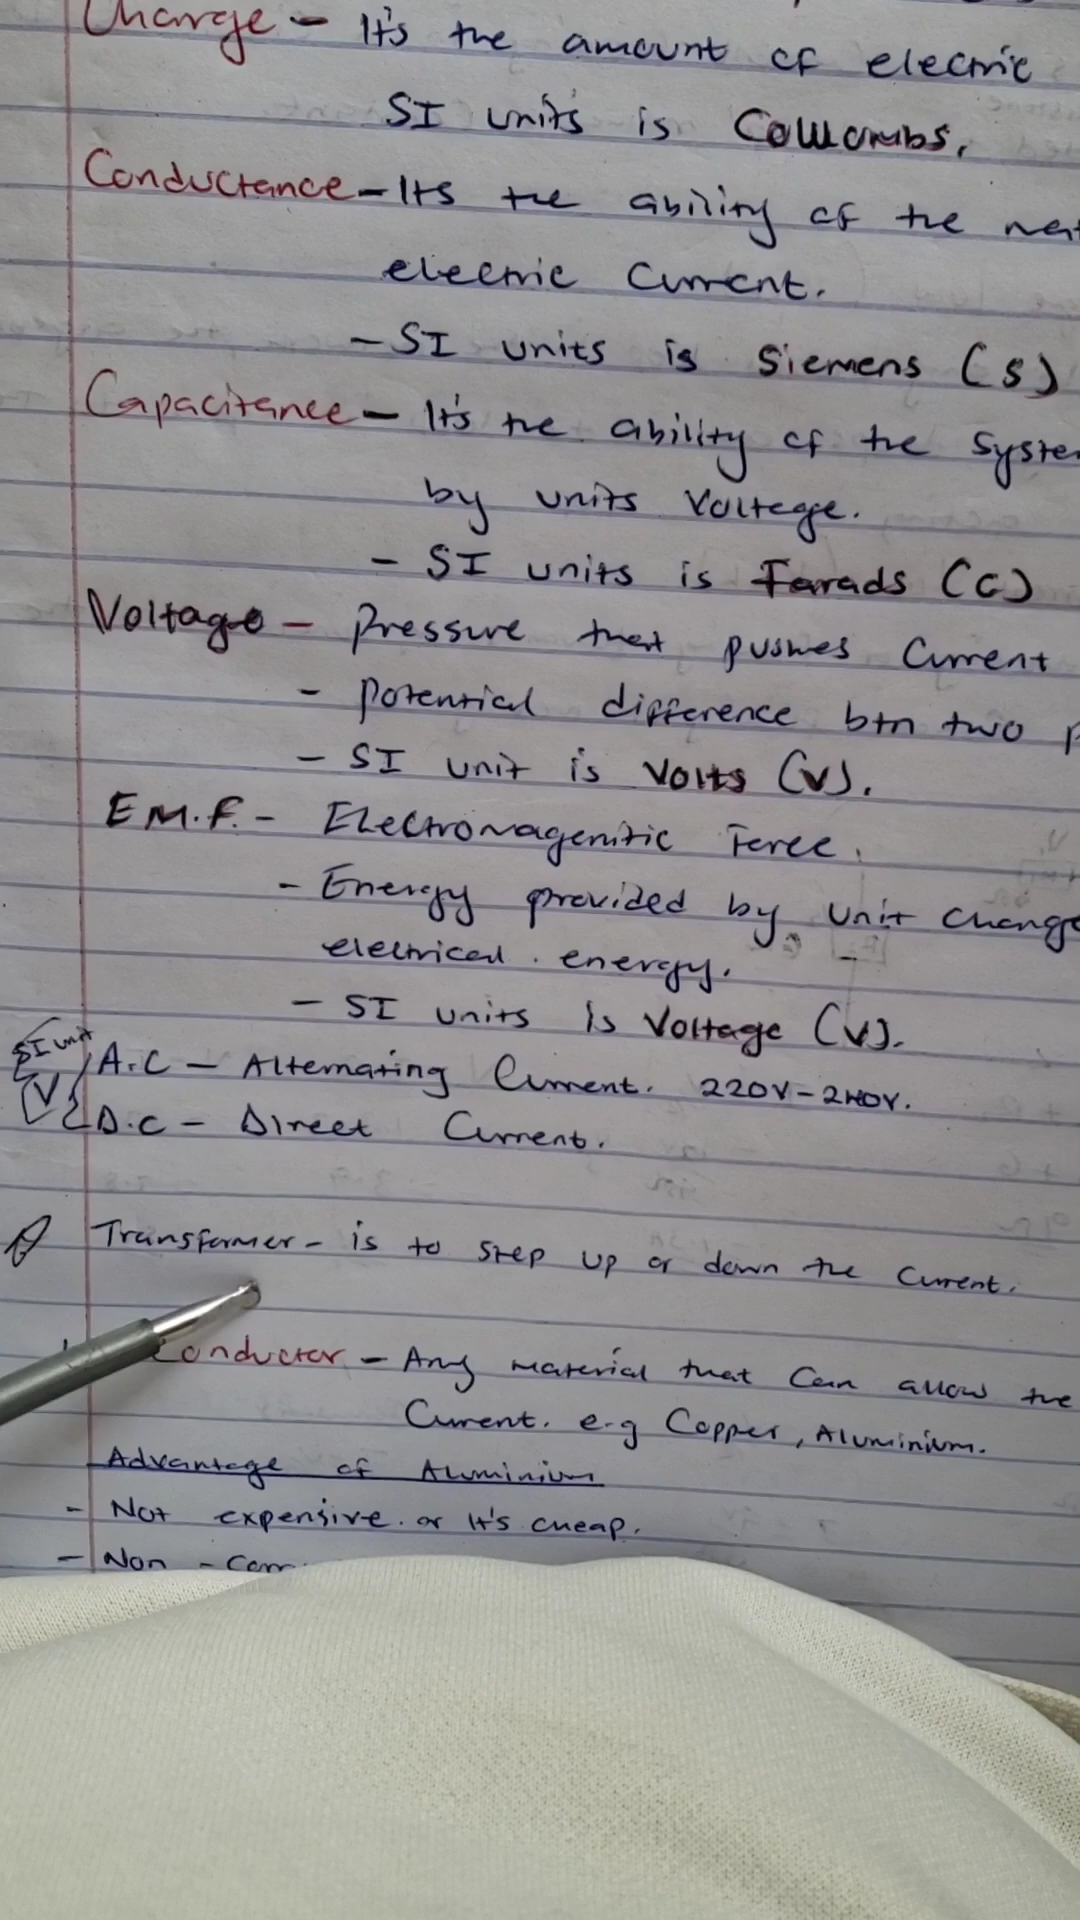 Charge - It's the amount of electric
SI units is Coulombs.
Conductance - Its the ability of the
electric Current.
- SI units is Siemens (S)
Capacitance - It's the ability of the Syste
by units Voltage.
- SI units is Farads (C)
Voltage - Pressure that pushes Current
- Potential difference btn two P
- SI unit is Volts (V).
E.M.F. - Electromagenitic Force.
- Energy provided by unit charge
electrical energy.
- SI units is Voltage (V).
SI unit A.C - Alternating Current. 220V - 240V.
(V) D.C - Direct Current.
Transformer - is to step up or down the Current.
Conductor - Any material that Can allow the
Current. e.g Copper, Aluminium.
Advantage of Aluminium
- Not expensive. or It's cheap.
- Non - Corr